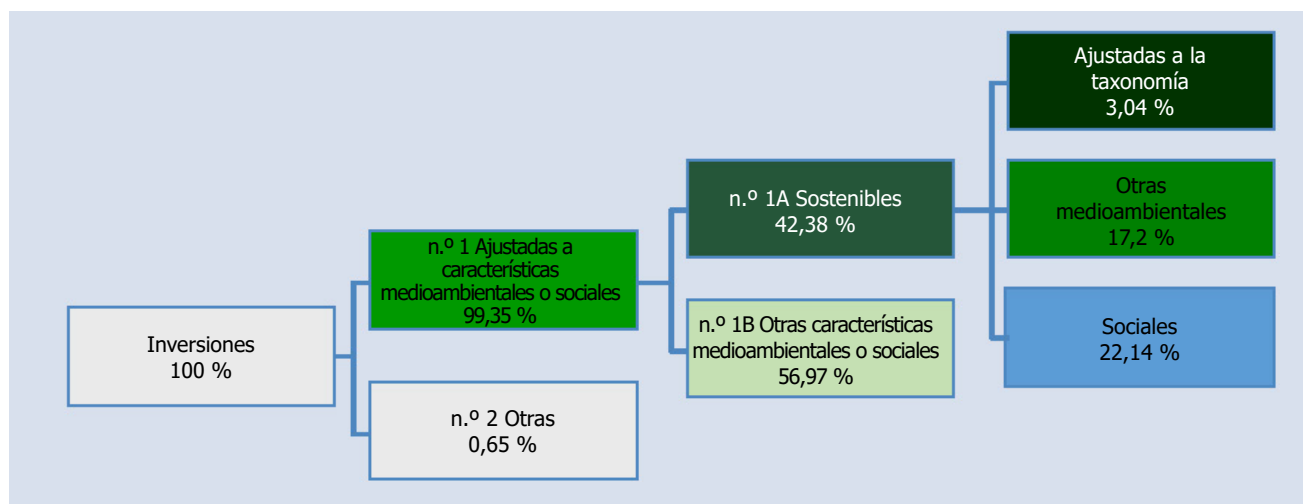 Inversiones
100 %
n.º 1 Ajustadas a
características
medioambientales o sociales
99,35 %
n.º 2 Otras
0,65 %
n.º 1A Sostenibles
42,38 %
n.º 1B Otras características
medioambientales o sociales
56,97 %
Ajustadas a la
taxonomía
3,04 %
Otras
medioambientales
17,2 %
Sociales
22,14 %